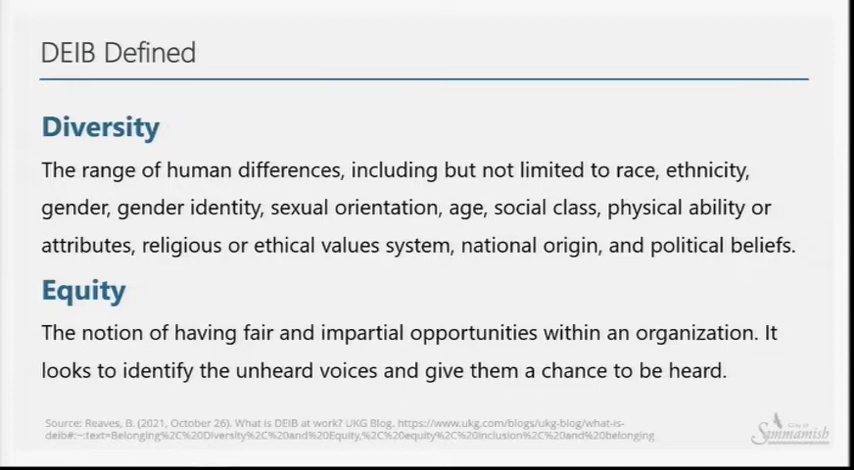 DEIB Defined
Diversity
The range of human differences, including but not limited to race, ethnicity,
gender, gender identity, sexual orientation, age, social class, physical ability or
attributes, religious or ethical values system, national origin, and political beliefs.
Equity
The notion of having fair and impartial opportunities within an organization. It
looks to identify the unheard voices and give them a chance to be heard.
Source: Reaves, B. (2021, October 26). What is DEIB at work? UKG Blog. https://www.ukg.com/blogs/ukg-blog/what-is-
deib#:~:text=Belonging%2C%20Diversity%2C%20and%20Equity,%2C%20equity%2C%20inclusion%2C%20and%20belonging
City of
Sammamish